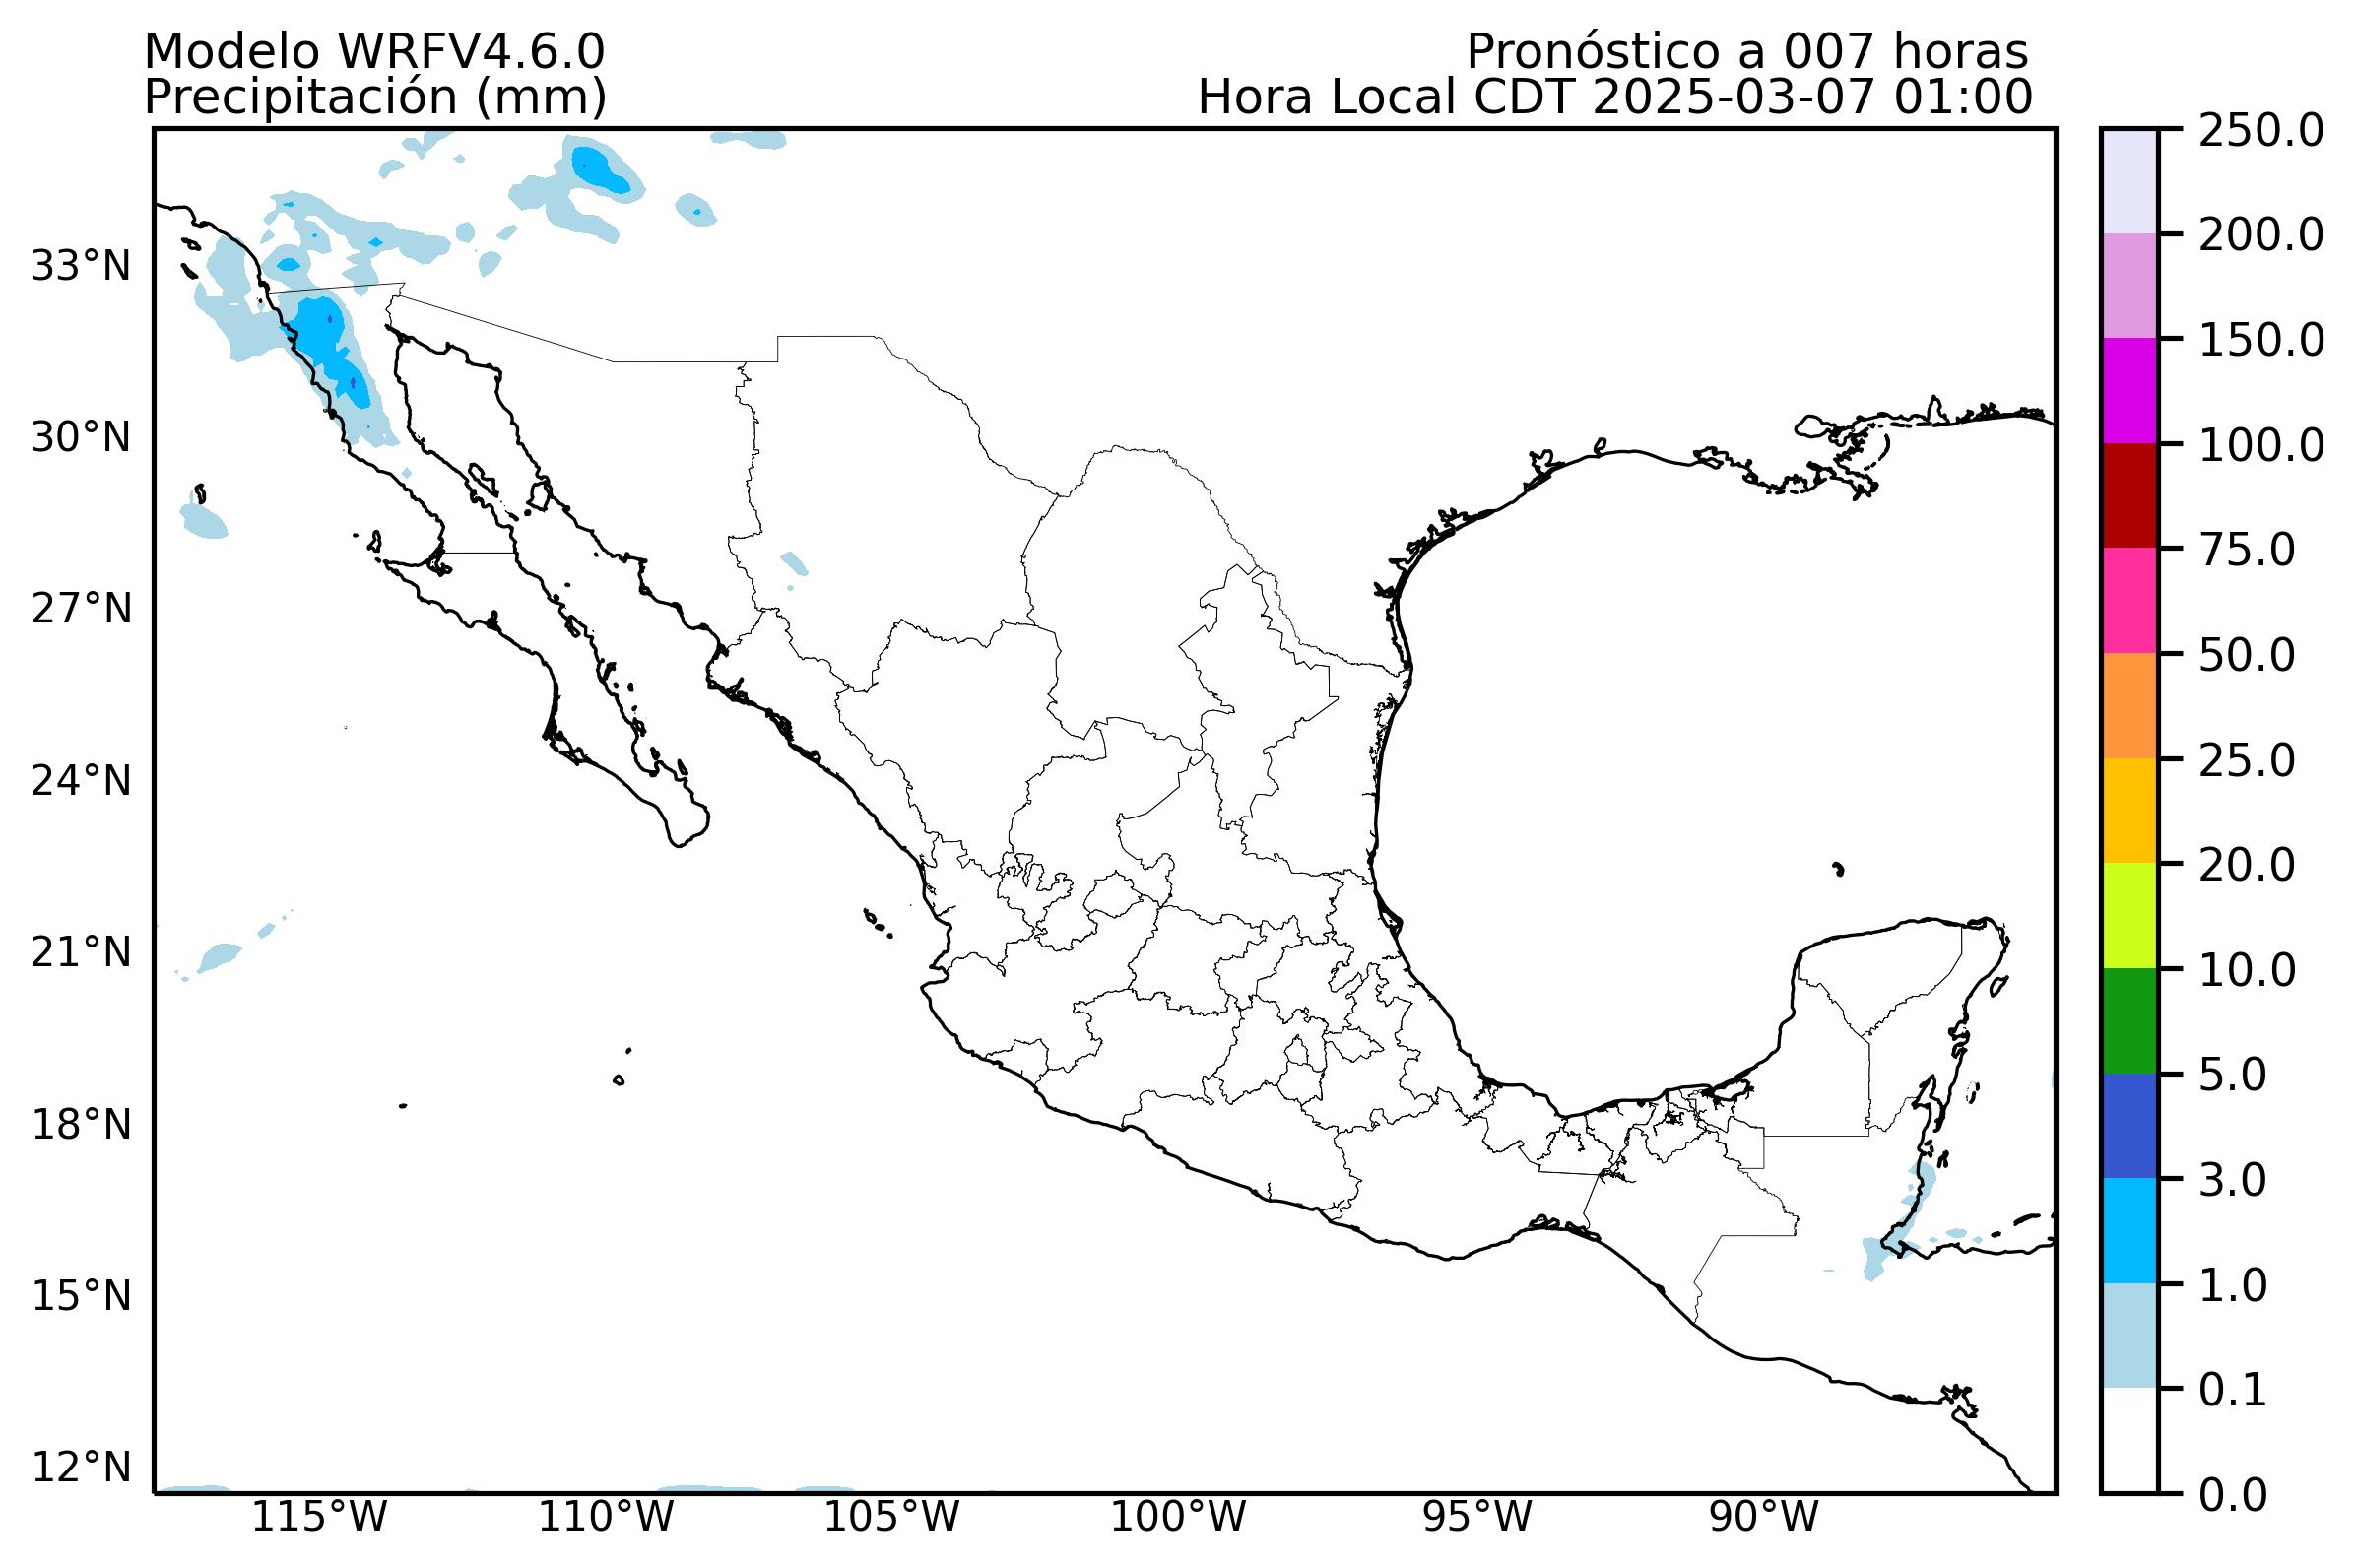 Modelo WRFV4.6.0
Pronóstico a 007 horas
Precipitación (mm)
Hora Local CDT 2025-03-07 01:00
33°N
30°N
27°N
24°N
21°N
18°N
15°N
12°N
115°W
110°W
105°W
100°W
95°W
90°W
250.0
200.0
150.0
100.0
75.0
50.0
25.0
20.0
10.0
5.0
3.0
1.0
0.1
0.0